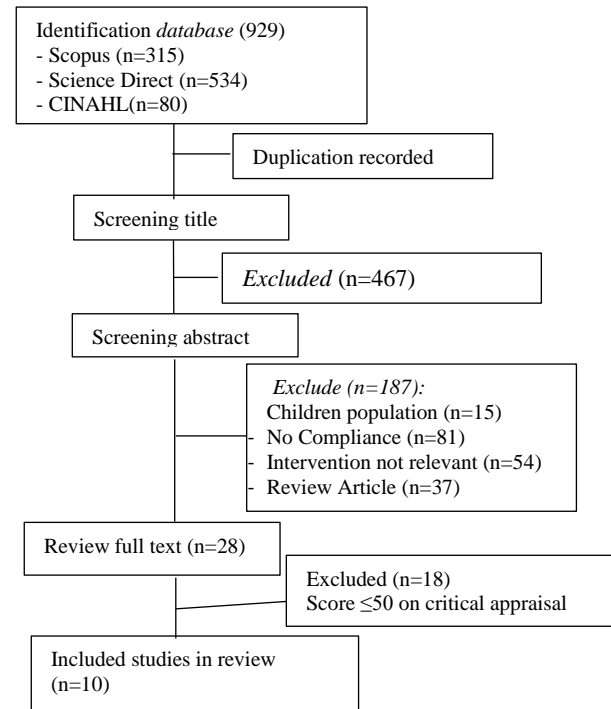 Identification database (929)
- Scopus (n=315)
- Science Direct (n=534)
- CINAHL(n=80)
Duplication recorded
Screening title
Excluded (n=467)
Screening abstract
Exclude (n=187):
Children population (n=15)
- No Compliance (n=81)
- Intervention not relevant (n=54)
- Review Article (n=37)
Review full text (n=28)
Excluded (n=18)
Score ≤50 on critical appraisal
Included studies in review
(n=10)